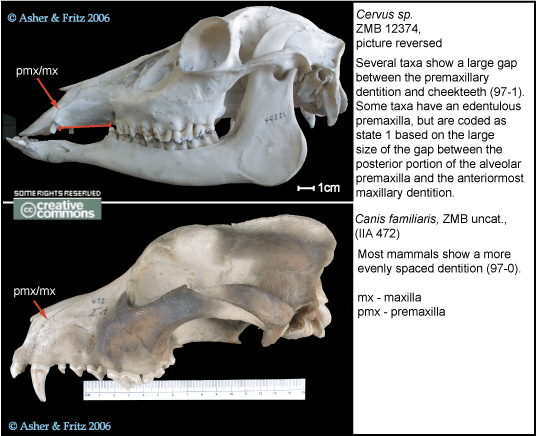 © Asher & Fritz 2006
pmx/mx
44221
1cm
SOME RIGHTS RESERVED
cc creative
commons
Cervus sp.
ZMB 12374,
picture reversed
Several taxa show a large gap
between the premaxillary
dentition and cheekteeth (97-1).
Some taxa have an edentulous
premaxilla, but are coded as
state 1 based on the large
size of the gap between the
posterior portion of the alveolar
premaxilla and the anteriormost
maxillary dentition.
Canis familiaris, ZMB uncat.,
(IIA 472)
Most mammals show a more
evenly spaced dentition (97-0).
mx - maxilla
pmx - premaxilla
pmx/mx
472
© Asher & Fritz 2006